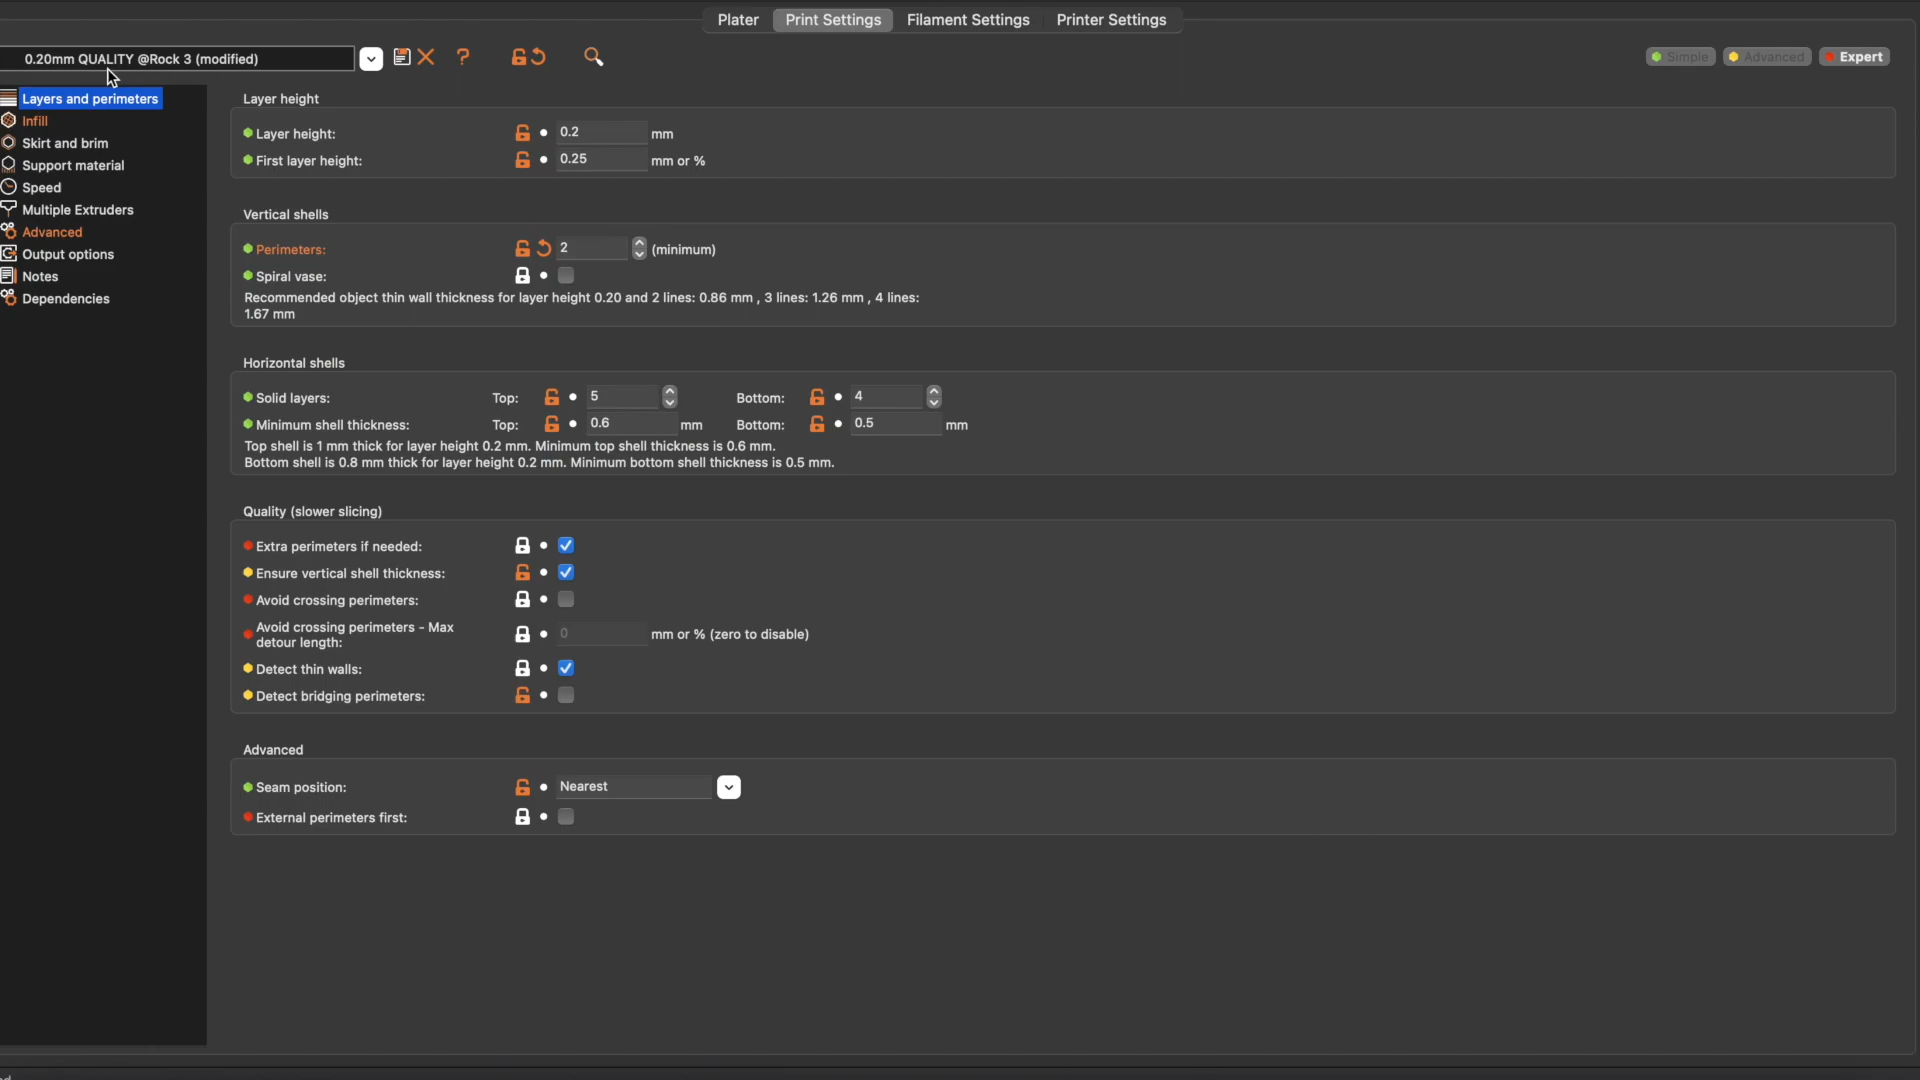 Plater Print Settings Filament Settings Printer Settings
0.20mm QUALITY @Rock 3 (modified) ? Simple Advanced Expert
Layers and perimeters
Infill
Skirt and brim
Support material
Speed
Multiple Extruders
Advanced
Output options
Notes
Dependencies
Layer height
Layer height: 0.2 mm
First layer height: 0.25 mm or %
Vertical shells
Perimeters: 2 (minimum)
Spiral vase:
Recommended object thin wall thickness for layer height 0.20 and 2 lines: 0.86 mm , 3 lines: 1.26 mm , 4 lines:
1.67 mm
Horizontal shells
Solid layers: Top: 5 Bottom: 4
Minimum shell thickness: Top: 0.6 mm Bottom: 0.5 mm
Top shell is 1 mm thick for layer height 0.2 mm. Minimum top shell thickness is 0.6 mm.
Bottom shell is 0.8 mm thick for layer height 0.2 mm. Minimum bottom shell thickness is 0.5 mm.
Quality (slower slicing)
Extra perimeters if needed:
Ensure vertical shell thickness:
Avoid crossing perimeters:
Avoid crossing perimeters - Max
detour length: 0 mm or % (zero to disable)
Detect thin walls:
Detect bridging perimeters:
Advanced
Seam position: Nearest
External perimeters first: